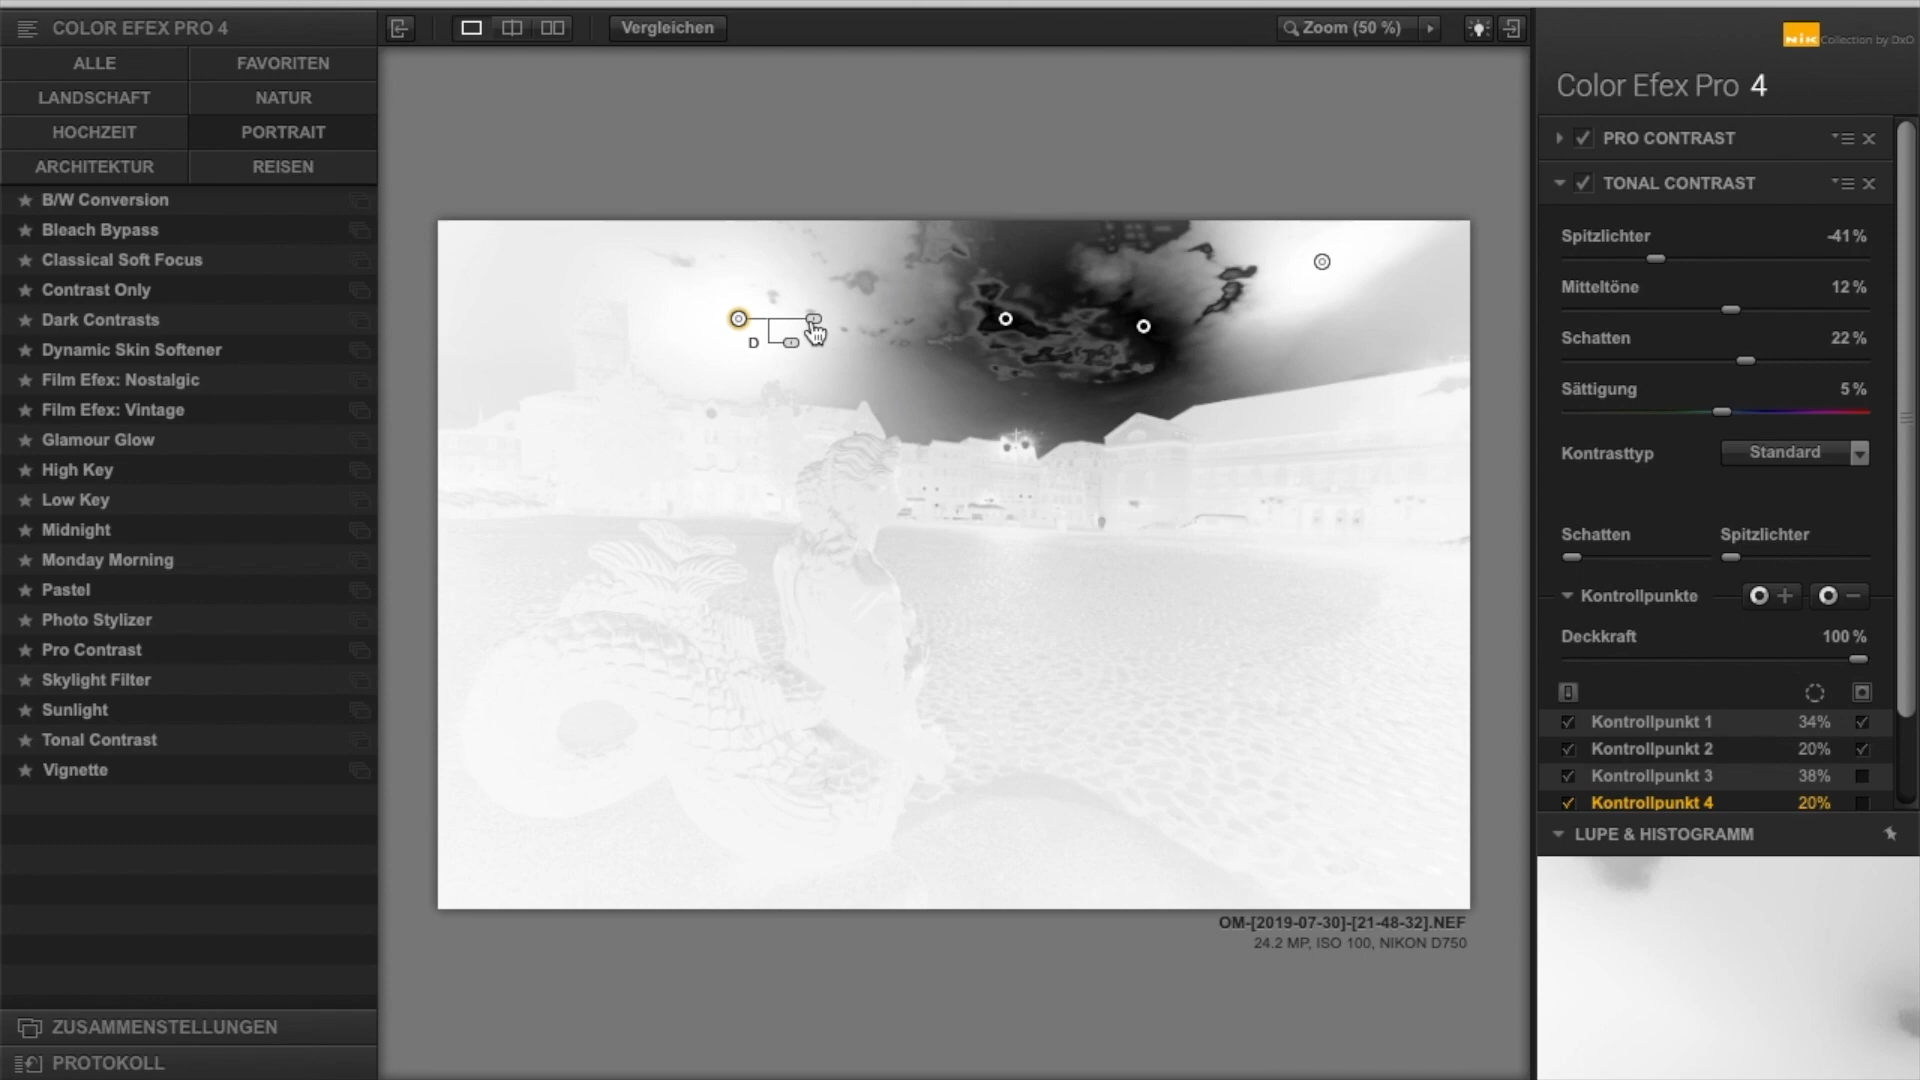 COLOR EFEX PRO 4
ALLE
FAVORITEN
LANDSCHAFT
NATUR
HOCHZEIT
PORTRAIT
ARCHITEKTUR
REISEN
B/W Conversion
Bleach Bypass
Classical Soft Focus
Contrast Only
Dark Contrasts
Dynamic Skin Softener
Film Efex: Nostalgic
Film Efex: Vintage
Glamour Glow
High Key
Low Key
Midnight
Monday Morning
Pastel
Photo Stylizer
Pro Contrast
Skylight Filter
Sunlight
Tonal Contrast
Vignette
ZUSAMMENSTELLUNGEN
PROTOKOLL
Vergleichen
Zoom (50 %)
D
OM-[2019-07-30]-[21-48-32].NEF
24.2 MP, ISO 100, NIKON D750
Nik Collection by DxO
Color Efex Pro 4
PRO CONTRAST
TONAL CONTRAST
Spitzlichter -41 %
Mitteltöne 12 %
Schatten 22 %
Sättigung 5 %
Kontrasttyp Standard
Schatten Spitzlichter
Kontrollpunkte
Deckkraft 100 %
Kontrollpunkt 1 34%
Kontrollpunkt 2 20%
Kontrollpunkt 3 38%
Kontrollpunkt 4 20%
LUPE & HISTOGRAMM